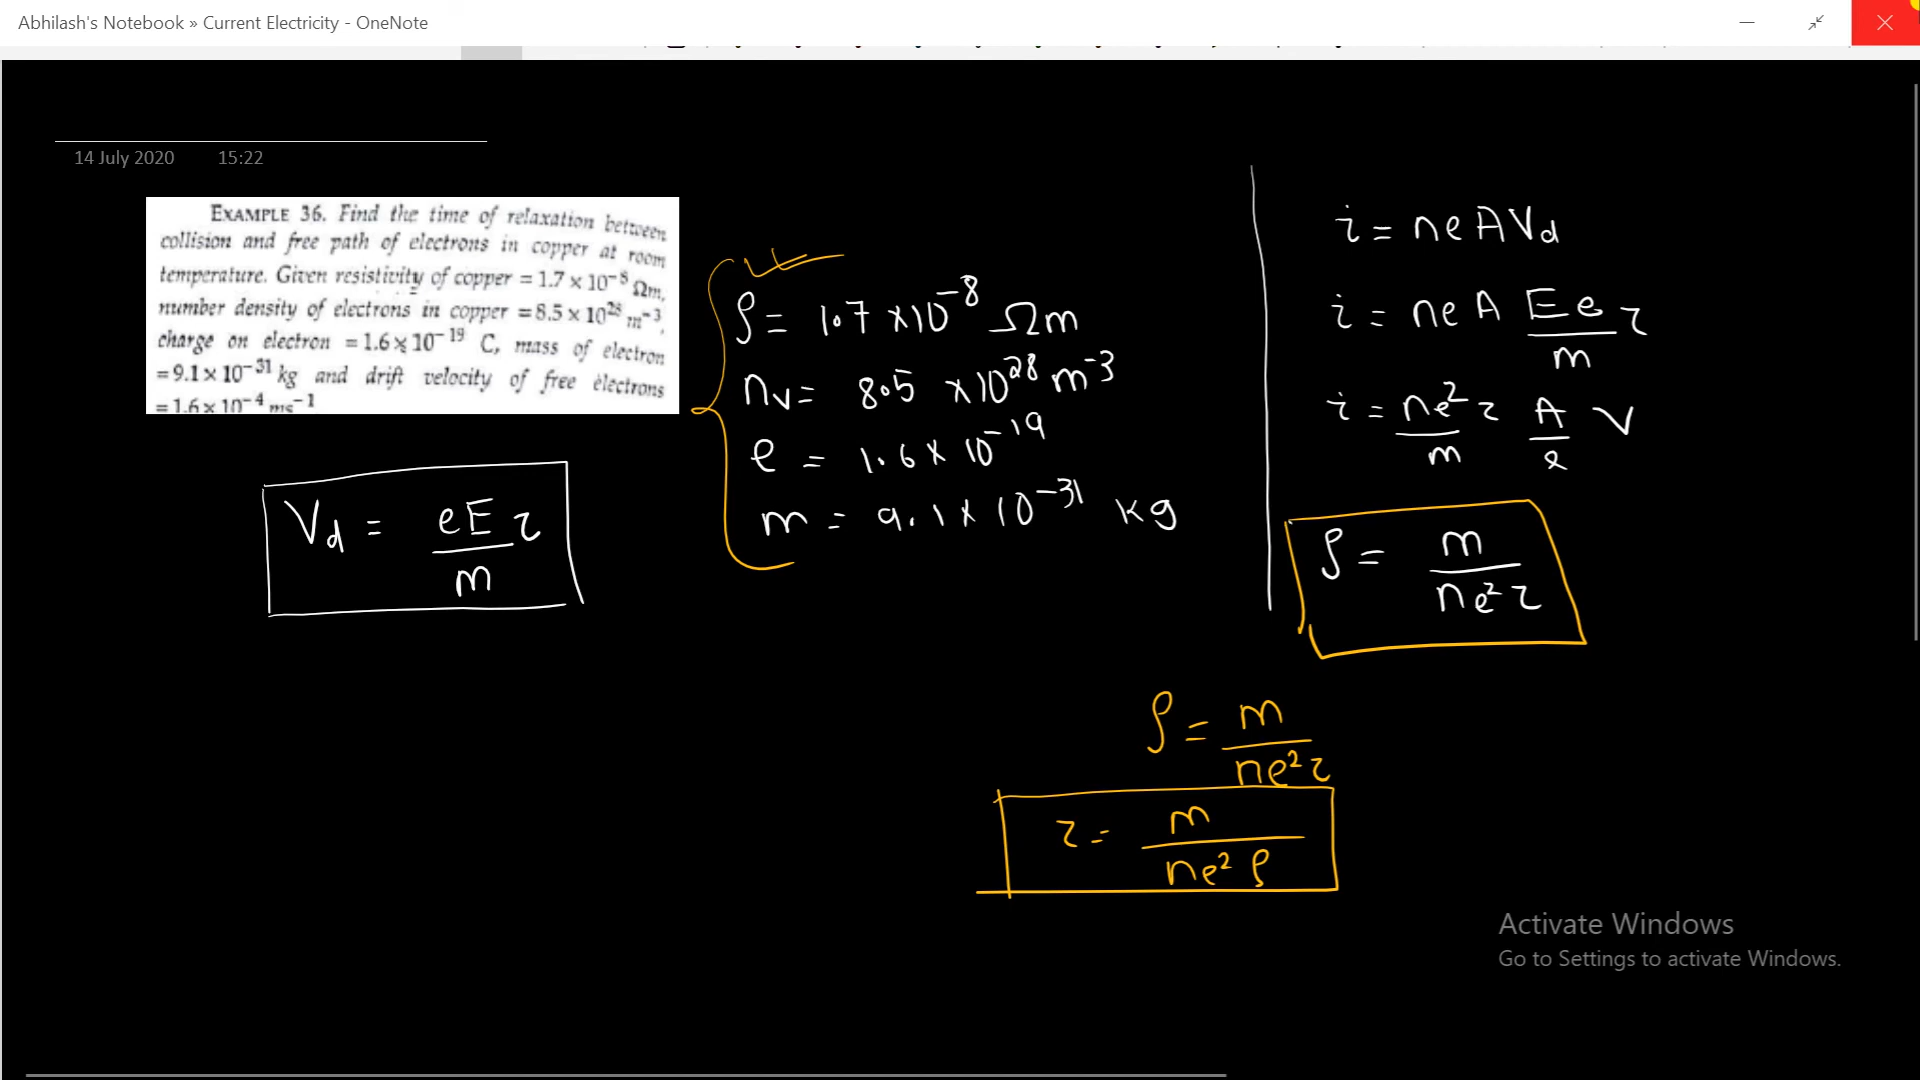 Abhilash's Notebook » Current Electricity - OneNote
14 July 2020 15:22
EXAMPLE 36. Find the time of relaxation between
collision and free path of electrons in copper at room
temperature. Given resistivity of copper = 1.7 × 10⁻⁸ Ωm,
number density of electrons in copper = 8.5 × 10²⁸ m⁻³,
charge on electron = 1.6 × 10⁻¹⁹ C, mass of electron
= 9.1 × 10⁻³¹ kg and drift velocity of free electrons
= 1.6 × 10⁻⁴ ms⁻¹
Vd = eE/m τ
ρ = 1.7 × 10⁻⁸ Ωm
nv = 8.5 × 10²⁸ m⁻³
e = 1.6 × 10⁻¹⁹
m = 9.1 × 10⁻³¹ kg
i = neAVd
i = neA Ee/m τ
i = ne²/m τ A/l V
ρ = m/ne²τ
ρ = m/ne²τ
τ = m/ne²ρ
Activate Windows
Go to Settings to activate Windows.